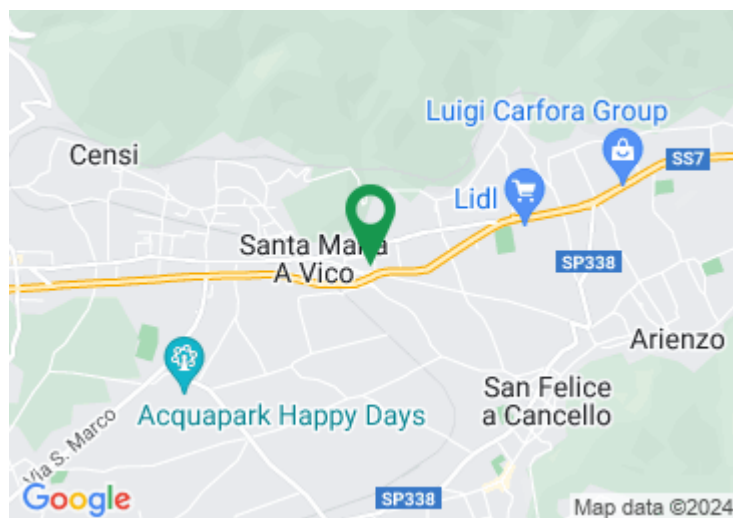 Luigi Carfora Group
Censi
SS7
Lidl
Santa Maria
A Vico
SP338
Arienzo
San Felice
a Cancello
Acquapark Happy Days
Via S. Marco
SP338
Google
Map data ©2024